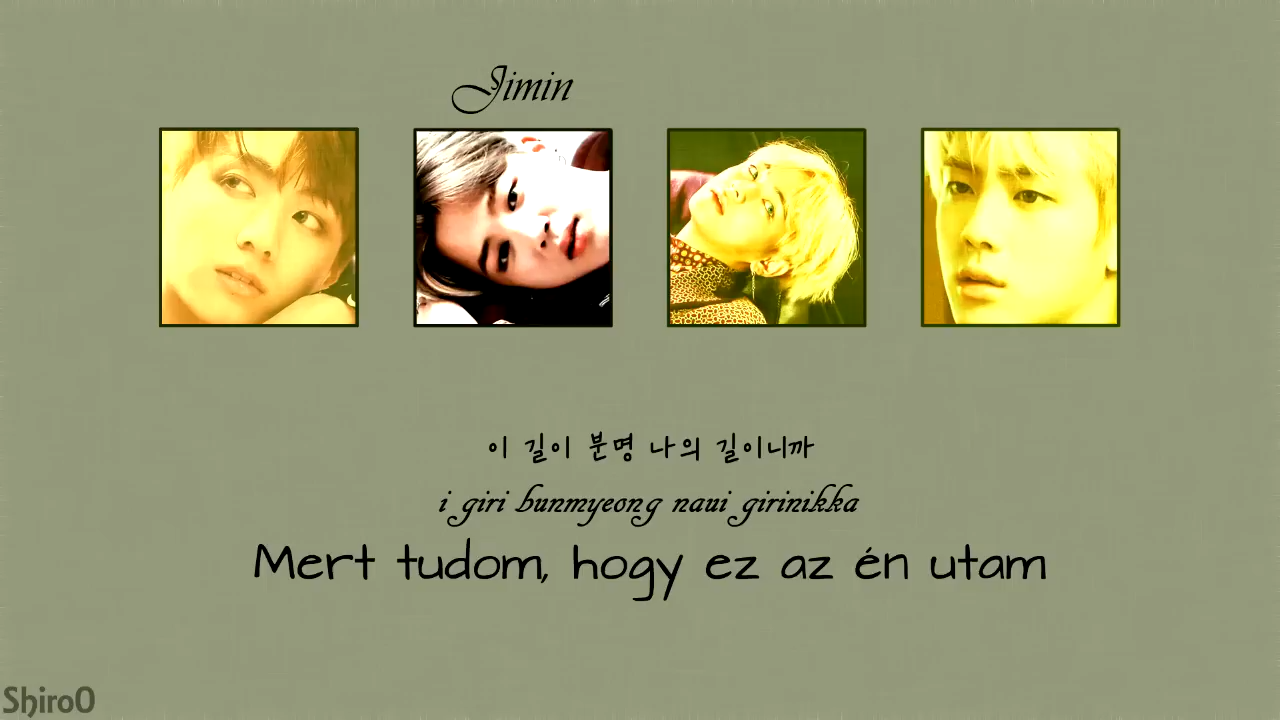 Jimin
이 길이 분명 나의 길이니까
i giri bunmyeong naui girinikka
Mert tudom, hogy ez az én utam
ShiroO